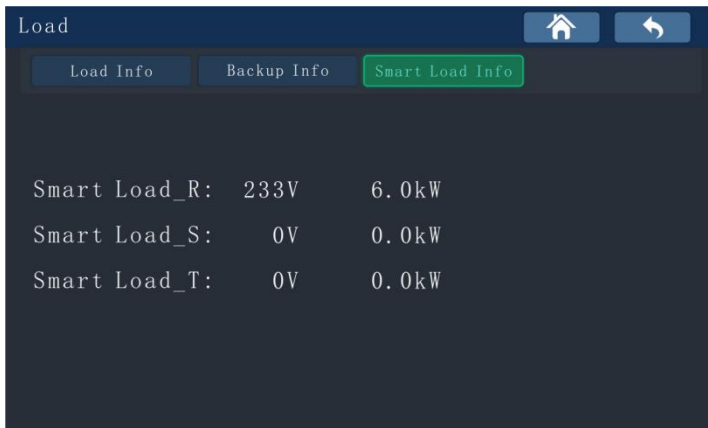 Load
Load Info Backup Info Smart Load Info
Smart Load_R: 233V 6.0kW
Smart Load_S: 0V 0.0kW
Smart Load_T: 0V 0.0kW